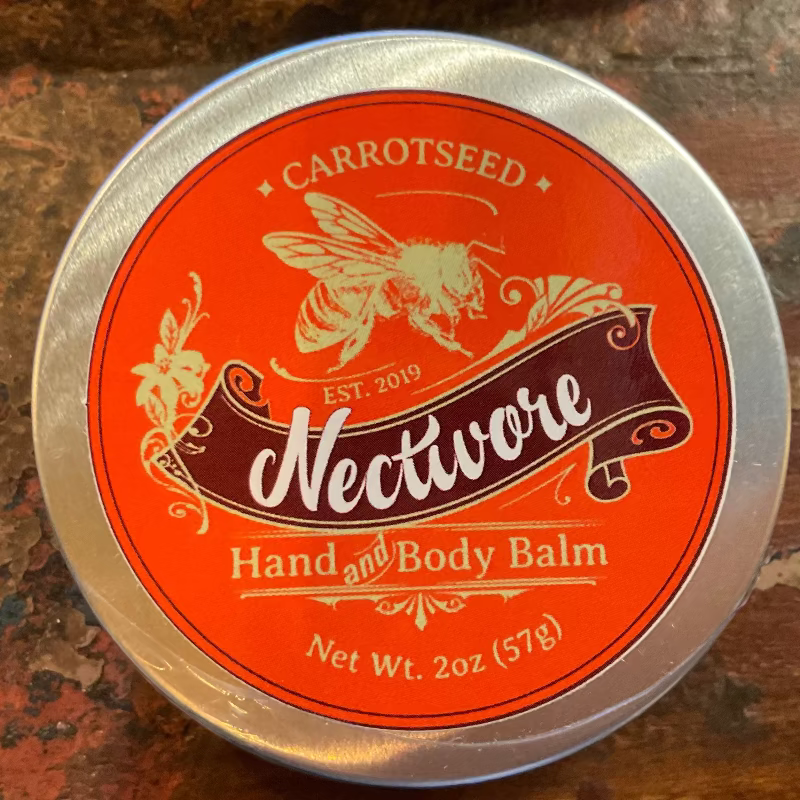 CARROTSEED
EST. 2019
Nectivore
Hand and Body Balm
Net Wt. 2oz (57g)